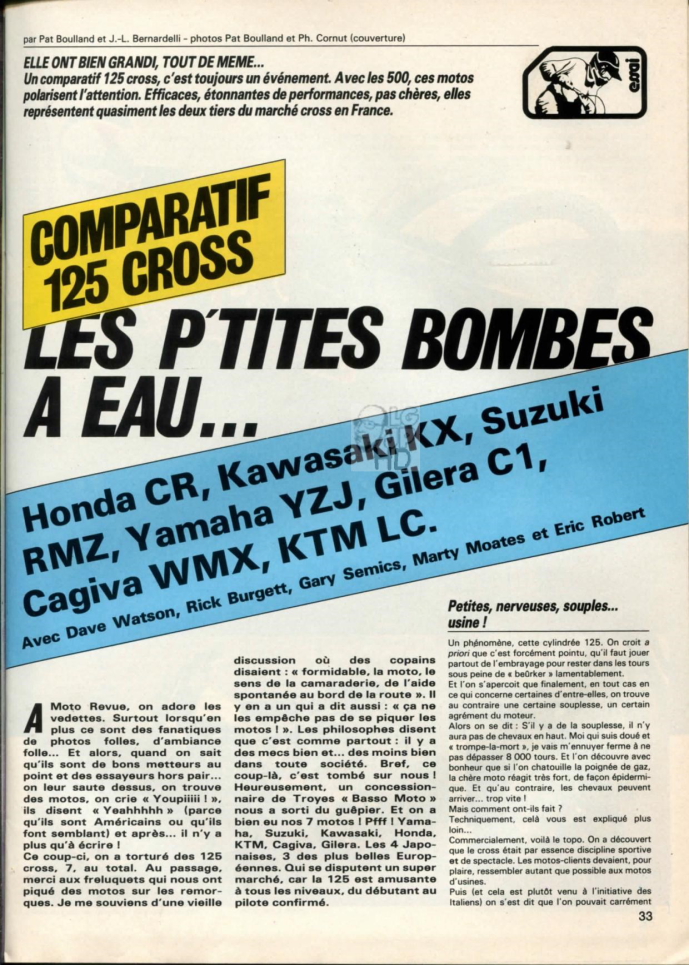 par Pat Boulland et J.-L. Bernardelli - photos Pat Boulland et Ph. Cornut (couverture)
ELLE ONT BIEN GRANDI, TOUT DE MEME...
Un comparatif 125 cross, c'est toujours un événement. Avec les 500, ces motos
polarisent l'attention. Efficaces, étonnantes de performances, pas chères, elles
représentent quasiment les deux tiers du marché cross en France.
essai
COMPARATIF
125 CROSS
LES P'TITES BOMBES
A EAU...
Honda CR, Kawasaki KX, Suzuki
RMZ, Yamaha YZJ, Gilera C1,
Cagiva WMX, KTM LC.
Avec Dave Watson, Rick Burgett, Gary Semics, Marty Moates et Eric Robert
A Moto Revue, on adore les
vedettes. Surtout lorsqu'en
plus ce sont des fanatiques
de photos folles, d'ambiance
folle... Et alors, quand on sait
qu'ils sont de bons metteurs au
point et des essayeurs hors pair...
on leur saute dessus, on trouve
des motos, on crie « Youpiiiii ! »,
ils disent « Yeahhhhh » (parce
qu'ils sont Américains ou qu'ils
font semblant) et après... il n'y a
plus qu'à écrire !
Ce coup-ci, on a torturé des 125
cross, 7, au total. Au passage,
merci aux freluquets qui nous ont
piqué des motos sur les remor-
ques. Je me souviens d'une vieille
discussion où des copains
disaient : « formidable, la moto, le
sens de la camaraderie, de l'aide
spontanée au bord de la route ». Il
y en a un qui a dit aussi : « ça ne
les empêche pas de se piquer les
motos ! ». Les philosophes disent
que c'est comme partout : il y a
des mecs bien et... des moins bien
dans toute société. Bref, ce
coup-là, c'est tombé sur nous !
Heureusement, un concession-
naire de Troyes « Basso Moto »
nous a sorti du guêpier. Et on a
bien eu nos 7 motos ! Pfff ! Yama-
ha, Suzuki, Kawasaki, Honda,
KTM, Cagiva, Gilera. Les 4 Japo-
naises, 3 des plus belles Europ-
éennes. Qui se disputent un super
marché, car la 125 est amusante
à tous les niveaux, du débutant au
pilote confirmé.
Petites, nerveuses, souples...
usine !
Un phénomène, cette cylindrée 125. On croit a
priori que c'est forcément pointu, qu'il faut jouer
partout de l'embrayage pour rester dans les tours
sous peine de « beûrker » lamentablement.
Et l'on s'aperçoit que finalement, en tout cas en
ce qui concerne certaines d'entre-elles, on trouve
au contraire une certaine souplesse, un certain
agrément du moteur.
Alors on se dit : S'il y a de la souplesse, il n'y
aura pas de chevaux en haut. Moi qui suis doué et
« trompe-la-mort », je vais m'ennuyer ferme à ne
pas dépasser 8 000 tours. Et l'on découvre avec
bonheur que si l'on chatouille la poignée de gaz,
la chère moto réagit très fort, de façon épidermi-
que. Et qu'au contraire, les chevaux peuvent
arriver... trop vite !
Mais comment ont-ils fait ?
Techniquement, celà vous est expliqué plus
loin...
Commercialement, voilà le topo. On a découvert
que le cross était par essence discipline sportive
et de spectacle. Les motos-clients devaient, pour
plaire, ressembler autant que possible aux motos
d'usines.
Puis (et cela est plutôt venu à l'initiative des
Italiens) on s'est dit que l'on pouvait carrément
33